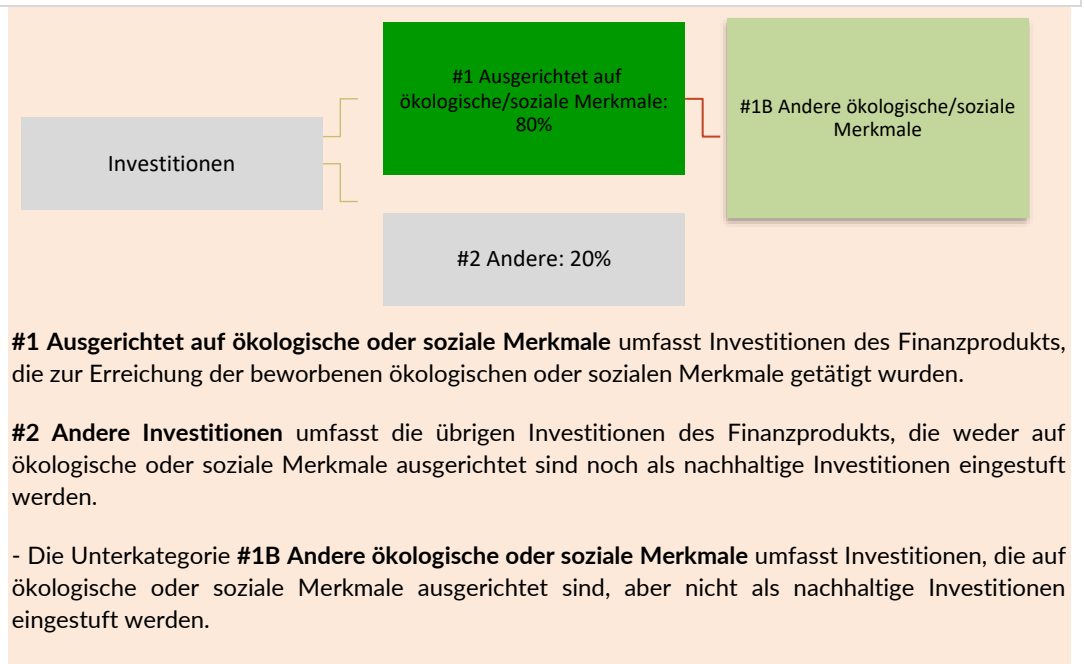 #1 Ausgerichtet auf
ökologische/soziale Merkmale:
80%
#1B Andere ökologische/soziale
Merkmale
Investitionen
#2 Andere: 20%
#1 Ausgerichtet auf ökologische oder soziale Merkmale umfasst Investitionen des Finanzprodukts,
die zur Erreichung der beworbenen ökologischen oder sozialen Merkmale getätigt wurden.
#2 Andere Investitionen umfasst die übrigen Investitionen des Finanzprodukts, die weder auf
ökologische oder soziale Merkmale ausgerichtet sind noch als nachhaltige Investitionen eingestuft
werden.
- Die Unterkategorie #1B Andere ökologische oder soziale Merkmale umfasst Investitionen, die auf
ökologische oder soziale Merkmale ausgerichtet sind, aber nicht als nachhaltige Investitionen
eingestuft werden.